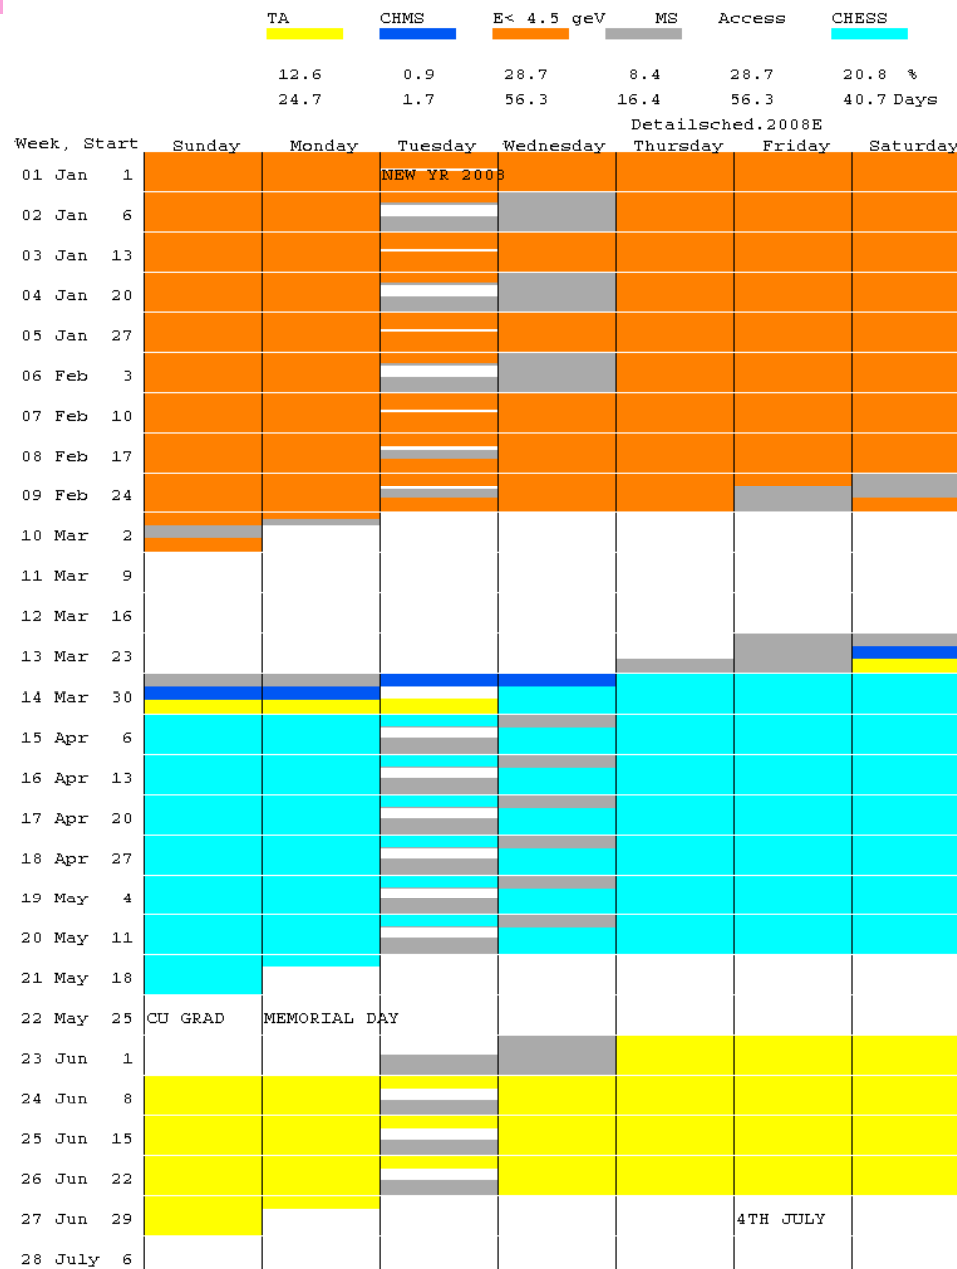 TA CHMS E< 4.5 geV MS Access CHESS
12.6 0.9 28.7 8.4 28.7 20.8 %
24.7 1.7 56.3 16.4 56.3 40.7 Days
Detailsched.2008E
Week, Start Sunday Monday Tuesday Wednesday Thursday Friday Saturday
01 Jan 1 NEW YR 2008
02 Jan 6
03 Jan 13
04 Jan 20
05 Jan 27
06 Feb 3
07 Feb 10
08 Feb 17
09 Feb 24
10 Mar 2
11 Mar 9
12 Mar 16
13 Mar 23
14 Mar 30
15 Apr 6
16 Apr 13
17 Apr 20
18 Apr 27
19 May 4
20 May 11
21 May 18
22 May 25 CU GRAD MEMORIAL DAY
23 Jun 1
24 Jun 8
25 Jun 15
26 Jun 22
27 Jun 29 4TH JULY
28 July 6